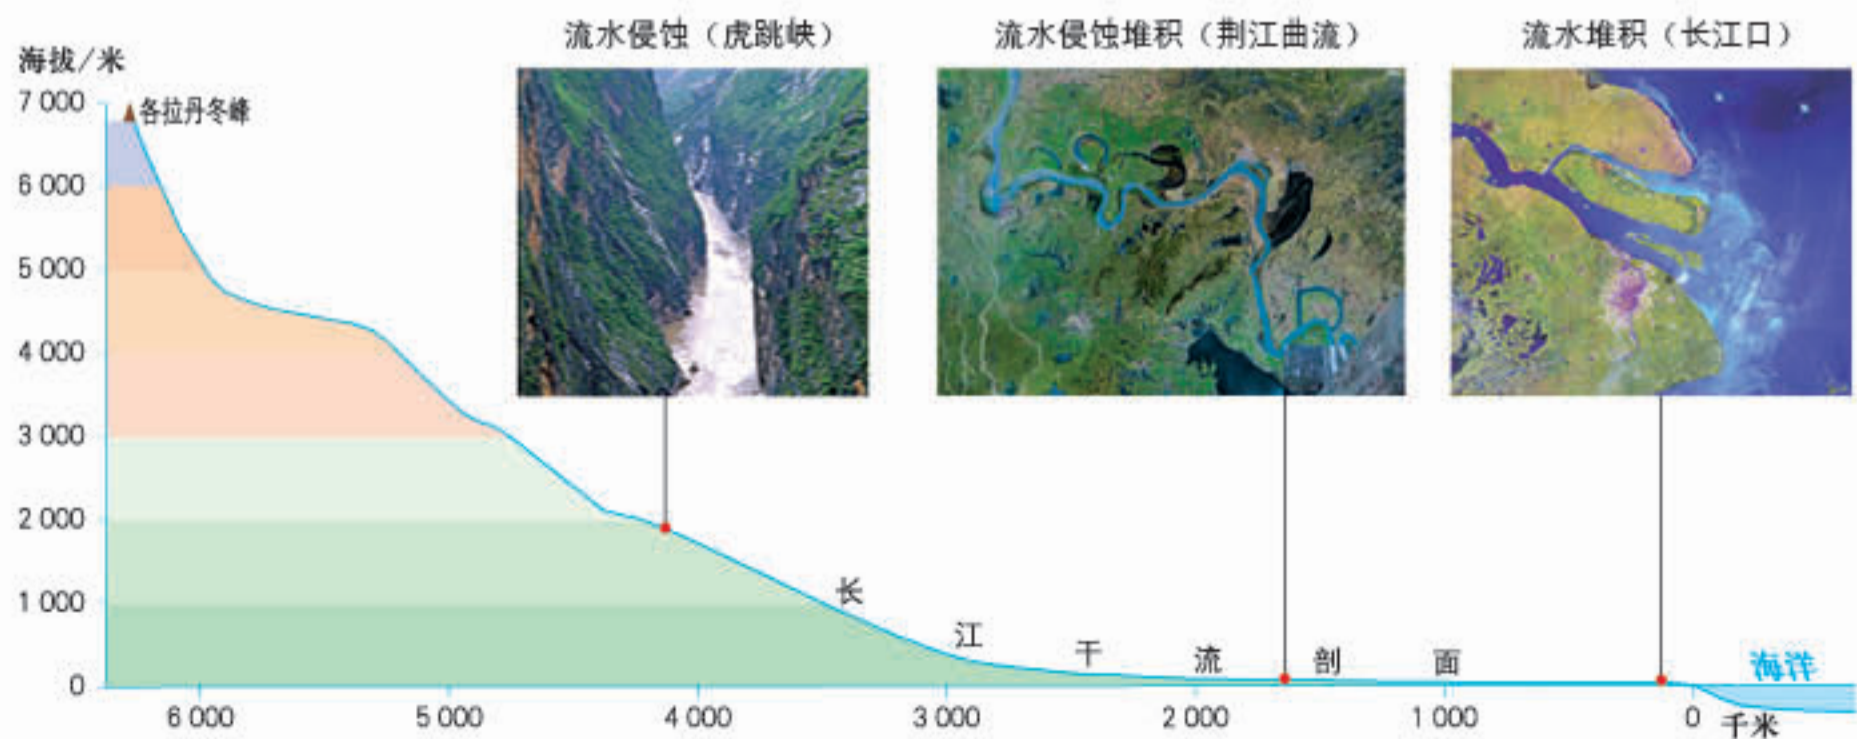 流水侵蚀（虎跳峡）
流水侵蚀堆积（荆江曲流）
流水堆积（长江口）
海拔/米
7 000
各拉丹冬峰
6 000
5 000
4 000
3 000
2 000
1 000
0
长江干流剖面
海洋
6 000
5 000
4 000
3 000
2 000
1 000
0
千米